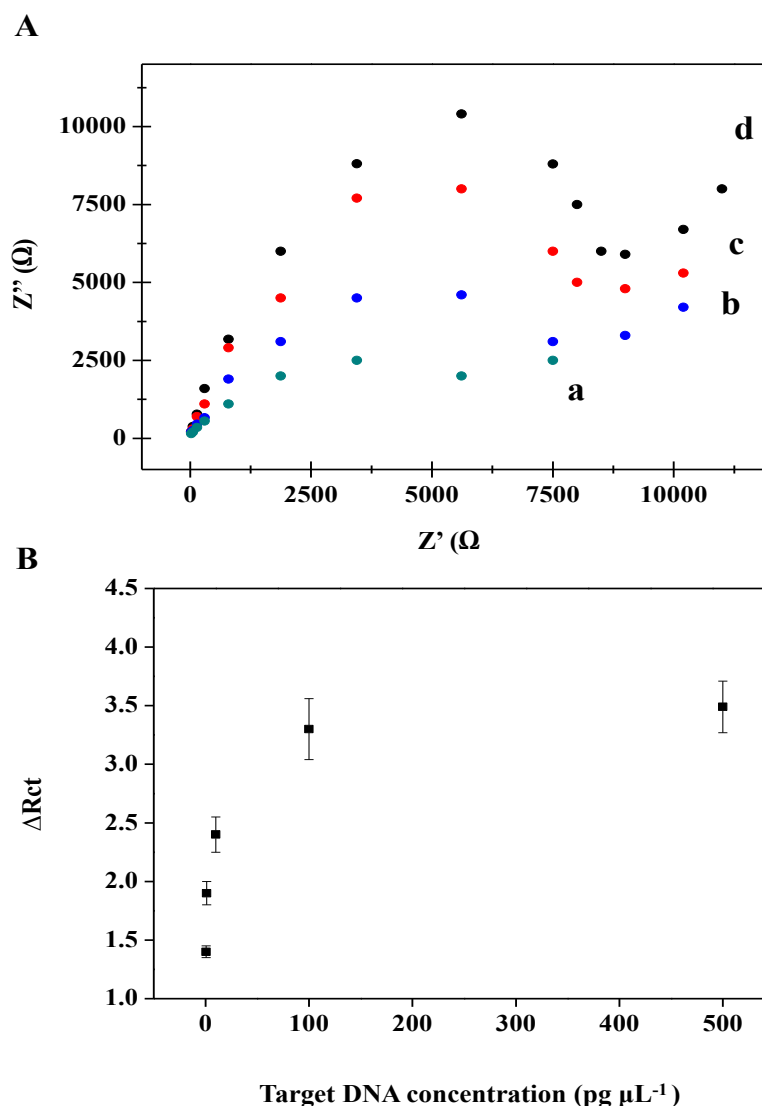 A
Z’’ (Ω)
10000
7500
5000
2500
0
d
c
b
a
0 2500 5000 7500 10000
Z’ (Ω
B
ΔRct
4.5
4.0
3.5
3.0
2.5
2.0
1.5
1.0
0 100 200 300 400 500
Target DNA concentration (pg µL⁻¹ )